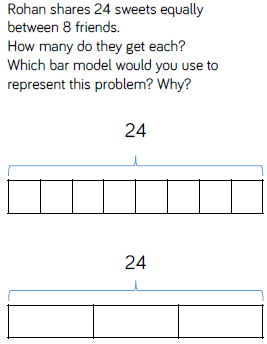 Rohan shares 24 sweets equally
between 8 friends.
How many do they get each?
Which bar model would you use to
represent this problem? Why?
24
24